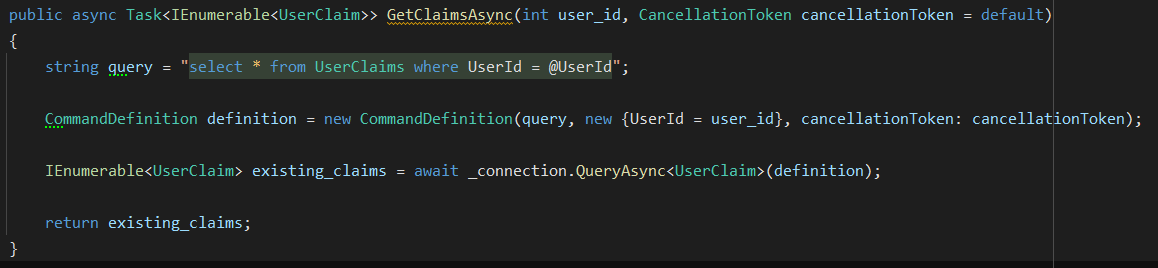 public async Task<IEnumerable<UserClaim>> GetClaimsAsync(int user_id, CancellationToken cancellationToken = default)
{
    string query = "select * from UserClaims where UserId = @UserId";
    CommandDefinition definition = new CommandDefinition(query, new {UserId = user_id}, cancellationToken: cancellationToken);
    IEnumerable<UserClaim> existing_claims = await _connection.QueryAsync<UserClaim>(definition);
    return existing_claims;
}